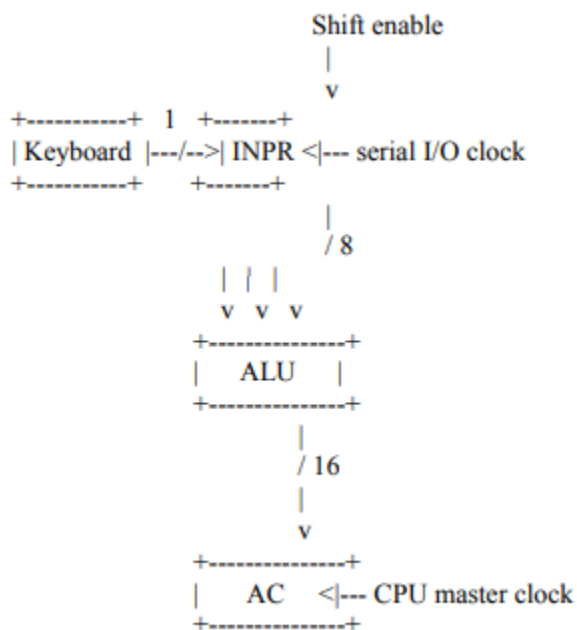 Shift enable
|
v
+-----------+ 1 +-------+
| Keyboard |---/-->| INPR <|--- serial I/O clock
+-----------+ +-------+
|
/ 8
| | |
v v v
+---------------+
| ALU |
+---------------+
|
/ 16
|
v
+---------------+
| AC <|--- CPU master clock
+---------------+